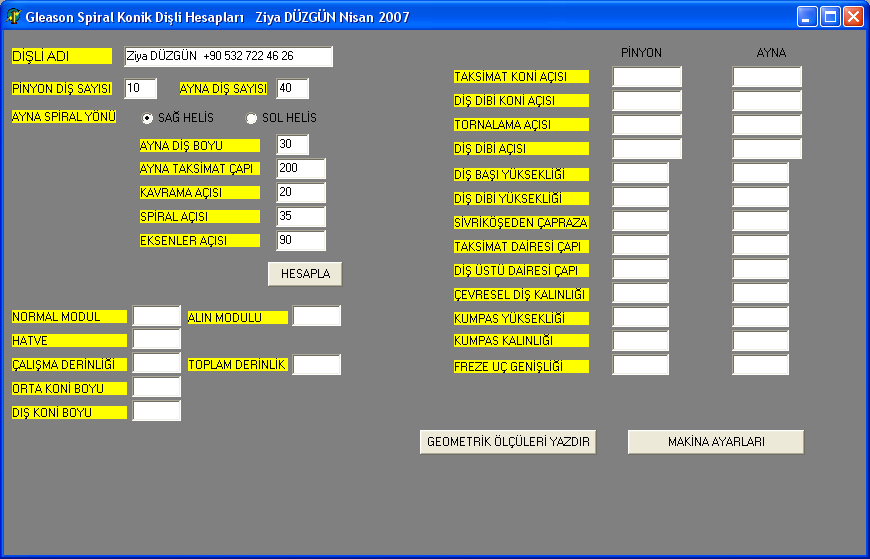 Gleason Spiral Konik Dişli Hesapları Ziya DÜZGÜN Nisan 2007
DİŞLİ ADI Ziya DÜZGÜN +90 532 722 46 26
PİNYON DİŞ SAYISI 10 AYNA DİŞ SAYISI 40
AYNA SPIRAL YÖNÜ SAĞ HELİS SOL HELİS
AYNA DİŞ BOYU 30
AYNA TAKSİMAT ÇAPI 200
KAVRAMA AÇISI 20
SPİRAL AÇISI 35
EKSENLER AÇISI 90
HESAPLA
NORMAL MODUL ALIN MODULU
HATVE
ÇALIŞMA DERİNLİĞİ TOPLAM DERİNLİK
ORTA KONİ BOYU
DIŞ KONİ BOYU
PİNYON AYNA
TAKSİMAT KONİ AÇISI
DİŞ DİBİ KONİ AÇISI
TORNALAMA AÇISI
DİŞ DİBİ AÇISI
DİŞ BAŞI YÜKSEKLİĞİ
DİŞ DİBİ YÜKSEKLİĞİ
SİVRİKÖŞEDEN ÇAPRAZA
TAKSİMAT DAİRESİ ÇAPI
DİŞ ÜSTÜ DAİRESİ ÇAPI
ÇEVRESEL DİŞ KALINLIĞI
KUMPAS YÜKSEKLİĞİ
KUMPAS KALINLIĞI
FREZE UÇ GENİŞLİĞİ
GEOMETRİK ÖLÇÜLERİ YAZDIR MAKİNA AYARLARI